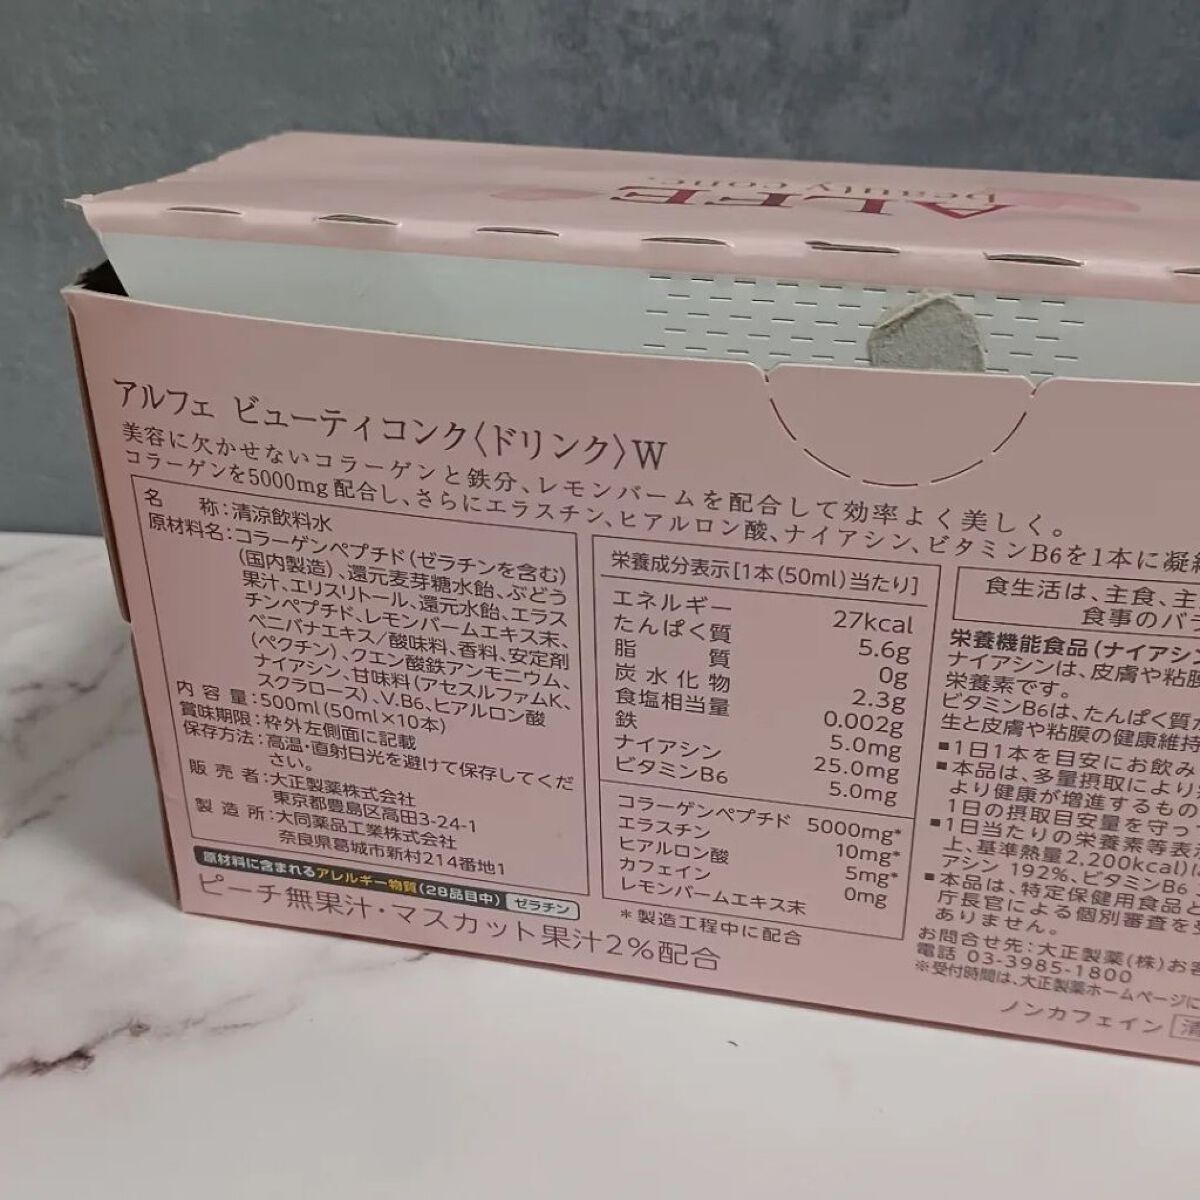 ALFE
beauty conc.
アルフェ ビューティコンク〈ドリンク〉W
美容に欠かせないコラーゲンと鉄分、レモンバームを配合して効率よく美しく。
コラーゲンを5000mg配合し、さらにエラスチン、ヒアルロン酸、ナイアシン、ビタミンB6を1本に凝縮
名 称：清涼飲料水
原材料名：コラーゲンペプチド（ゼラチンを含む）
（国内製造）、還元麦芽糖水飴、ぶどう
果汁、エリスリトール、還元水飴、エラス
チンペプチド、レモンバームエキス末、
ベニバナエキス／酸味料、香料、安定剤
（ペクチン）、クエン酸鉄アンモニウム、
ナイアシン、甘味料（アセスルファムK、
スクラロース）、V.B6、ヒアルロン酸
内容量：500ml（50ml×10本）
賞味期限：枠外左側面に記載
保存方法：高温・直射日光を避けて保存してくだ
さい。
販売者：大正製薬株式会社
東京都豊島区高田3-24-1
製造所：大同薬品工業株式会社
奈良県葛城市新村214番地1
原材料に含まれるアレルギー物質（28品目中） ゼラチン
ピーチ無果汁・マスカット果汁2%配合
栄養成分表示［1本（50ml）当たり］
エネルギー 27kcal
たんぱく質 5.6g
脂質 0g
炭水化物 2.3g
食塩相当量 0.002g
鉄 5.0mg
ナイアシン 25.0mg
ビタミンB6 5.0mg
コラーゲンペプチド 5000mg*
エラスチン 10mg*
ヒアルロン酸 5mg*
カフェイン 0mg
レモンバームエキス末
＊製造工程中に配合
食生活は、主食、主
食事のバラ
栄養機能食品（ナイアシン
ナイアシンは、皮膚や粘膜
栄養素です。
ビタミンB6は、たんぱく質か
生と皮膚や粘膜の健康維持
■1日1本を目安にお飲み
■本品は、多量摂取により
より健康が増進するもの
1日の摂取目安量を守っ
■1日当たりの栄養素等表示
上、基準熱量2,200kcal)に
アシン 192%、ビタミンB6
■本品は、特定保健用食品と
庁長官による個別審査を受
ありません。
お問合せ先：大正製薬（株）お客
電話 03-3985-1800
※受付時間は、大正製薬ホームページに
ノンカフェイン 清